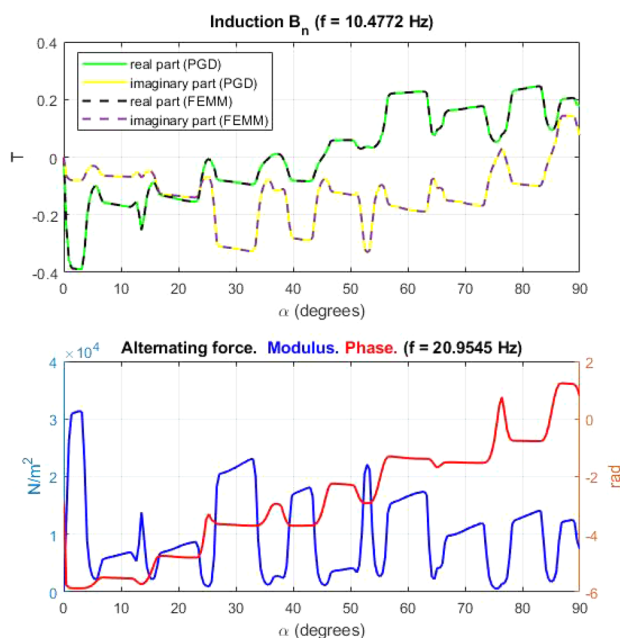 Induction Bn (f = 10.4772 Hz)
0.4
0.2
0
-0.2
-0.4
T
real part (PGD)
imaginary part (PGD)
real part (FEMM)
imaginary part (FEMM)
0 10 20 30 40 50 60 70 80 90
α (degrees)
Alternating force. Modulus. Phase. (f = 20.9545 Hz)
4 ×10^4
3
2
1
0
N/m^2
2
0
-2
-4
-6
rad
0 10 20 30 40 50 60 70 80 90
α (degrees)